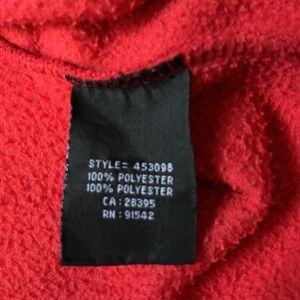 STYLE= 453098
100% POLYESTER
100% POLYESTER
CA: 28395
RN: 91542